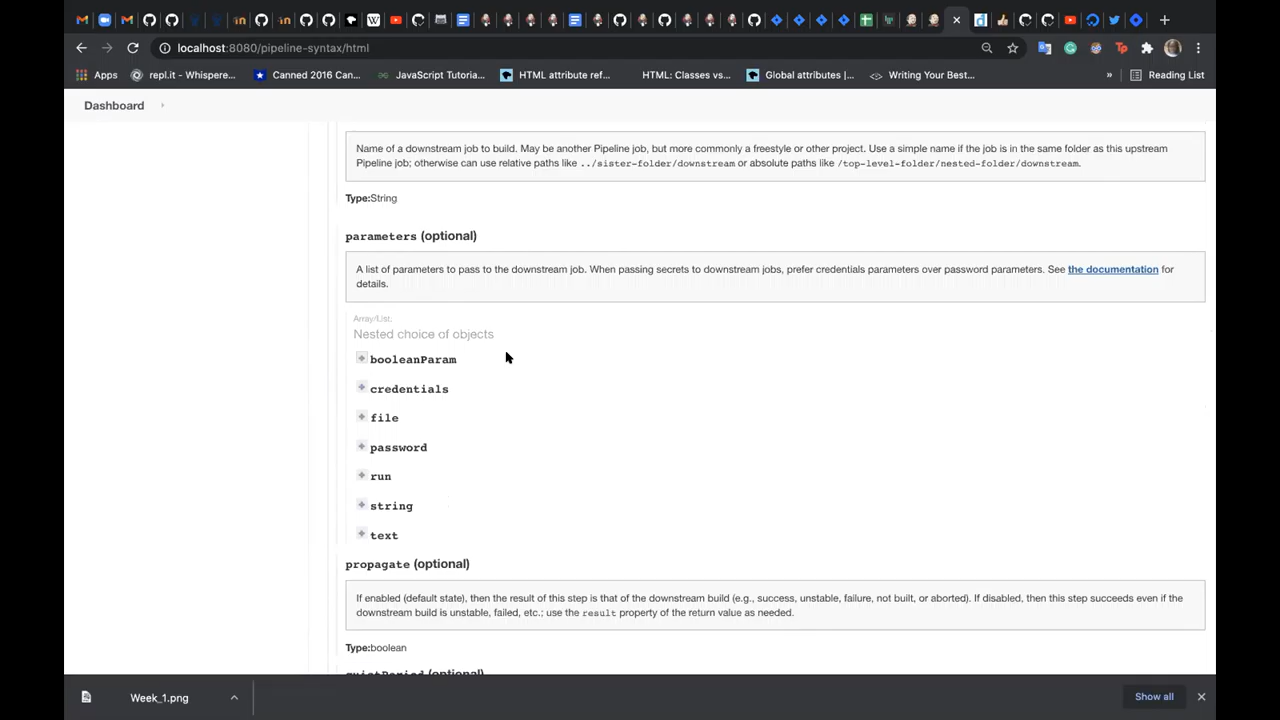 localhost:8080/pipeline-syntax/html
Apps
repl.it - Whispere...
Canned 2016 Can...
JavaScript Tutoria...
HTML attribute ref...
HTML: Classes vs...
Global attributes |...
Writing Your Best...
»
Reading List
Dashboard
Name of a downstream job to build. May be another Pipeline job, but more commonly a freestyle or other project. Use a simple name if the job is in the same folder as this upstream
Pipeline job; otherwise can use relative paths like ../sister-folder/downstream or absolute paths like /top-level-folder/nested-folder/downstream.
Type:String
parameters (optional)
A list of parameters to pass to the downstream job. When passing secrets to downstream jobs, prefer credentials parameters over password parameters. See the documentation for
details.
Array/List:
Nested choice of objects
booleanParam
credentials
file
password
run
string
text
propagate (optional)
If enabled (default state), then the result of this step is that of the downstream build (e.g., success, unstable, failure, not built, or aborted). If disabled, then this step succeeds even if the
downstream build is unstable, failed, etc.; use the result property of the return value as needed.
Type:boolean
quietPeriod (optional)
Week_1.png
Show all